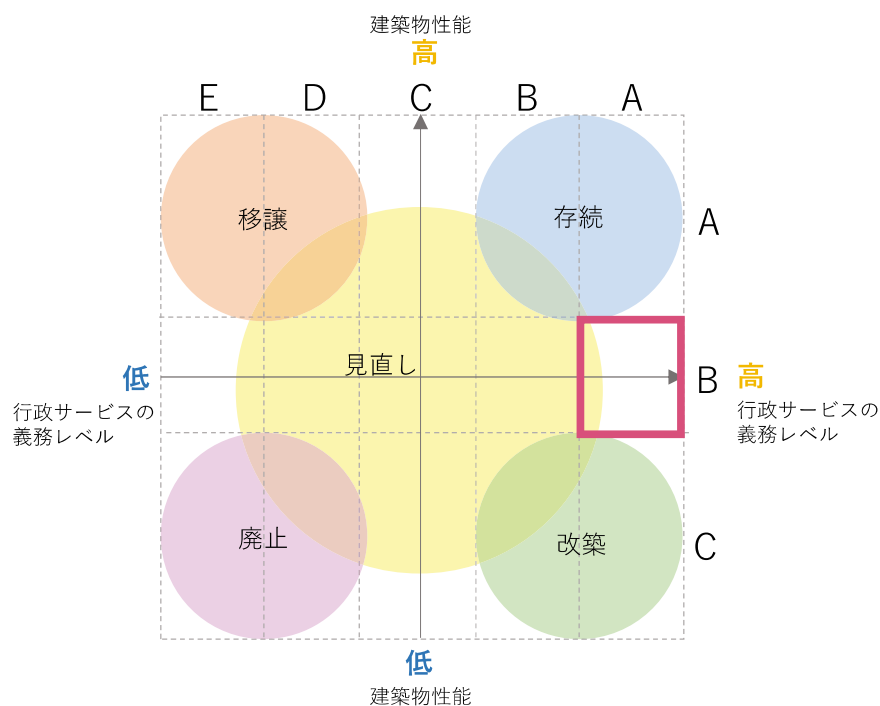 建築物性能
高
E D C B A
移譲
存続
A
見直し
低
B
高
行政サービスの
義務レベル
行政サービスの
義務レベル
廃止
改築
C
低
建築物性能